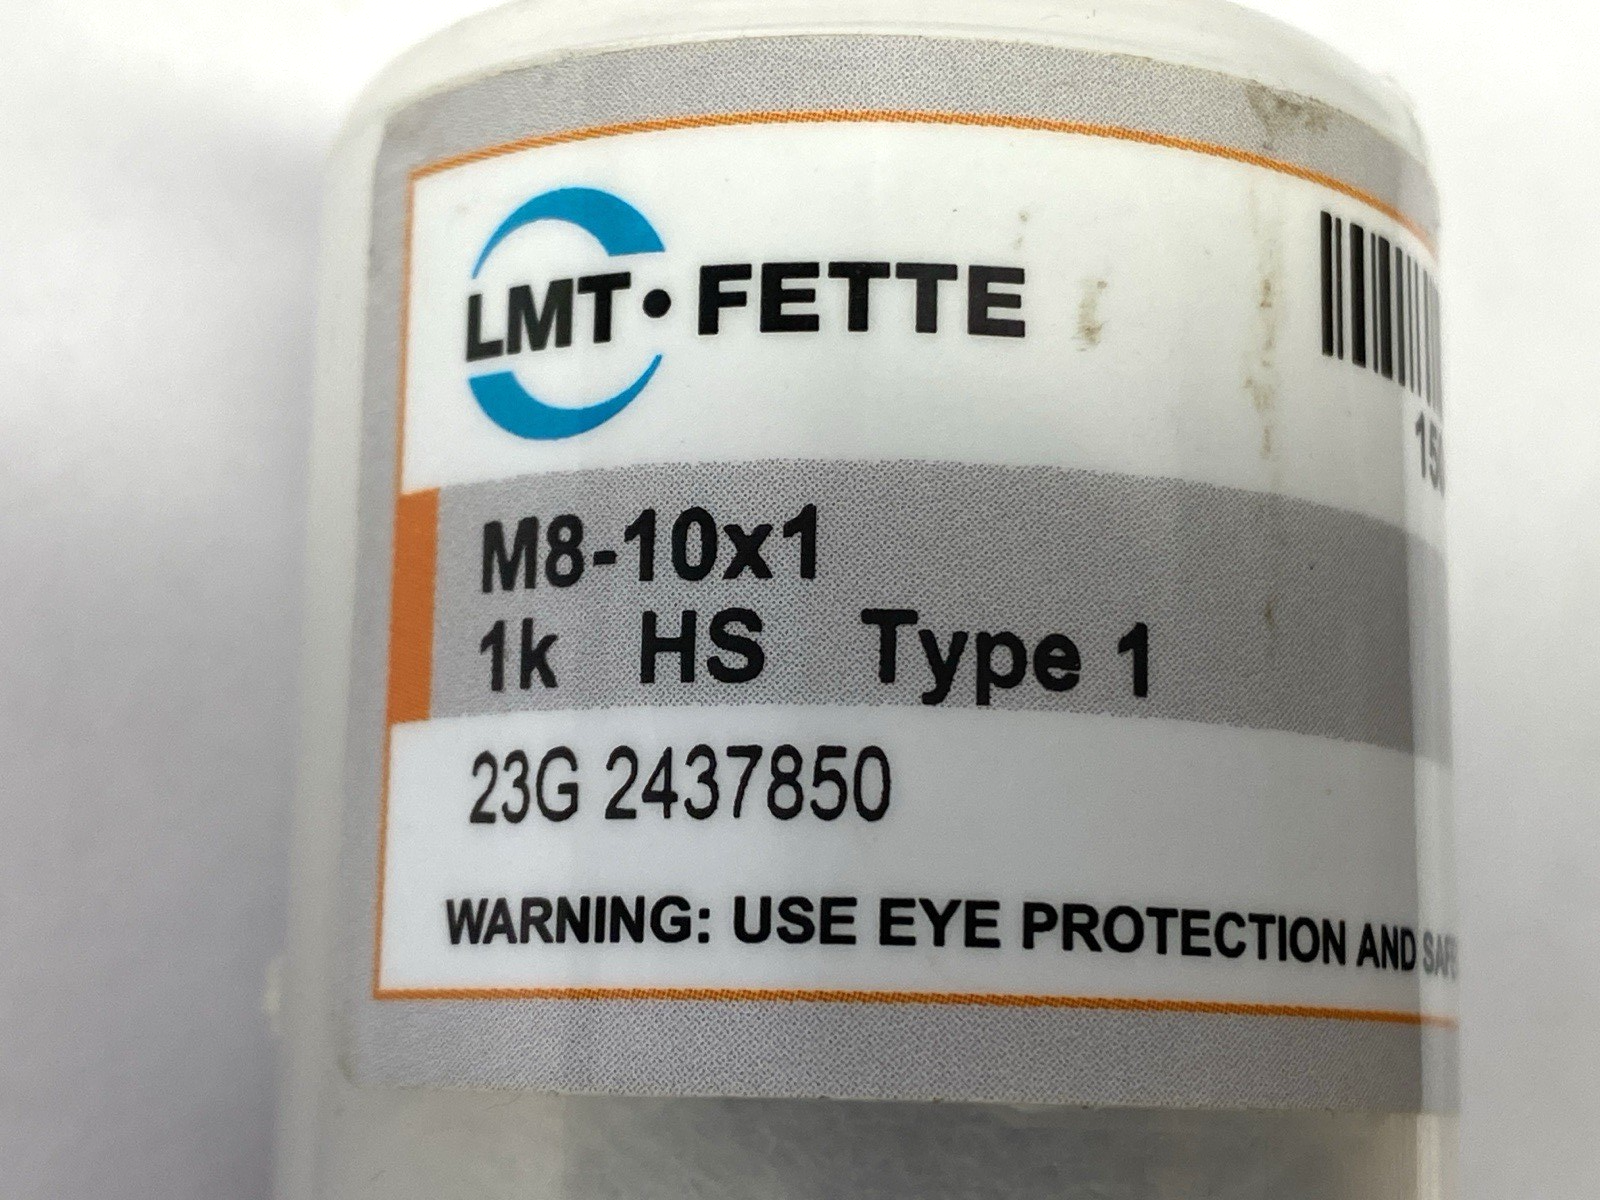 LMT•FETTE
M8-10x1
1k HS Type 1
23G 2437850
WARNING: USE EYE PROTECTION AND